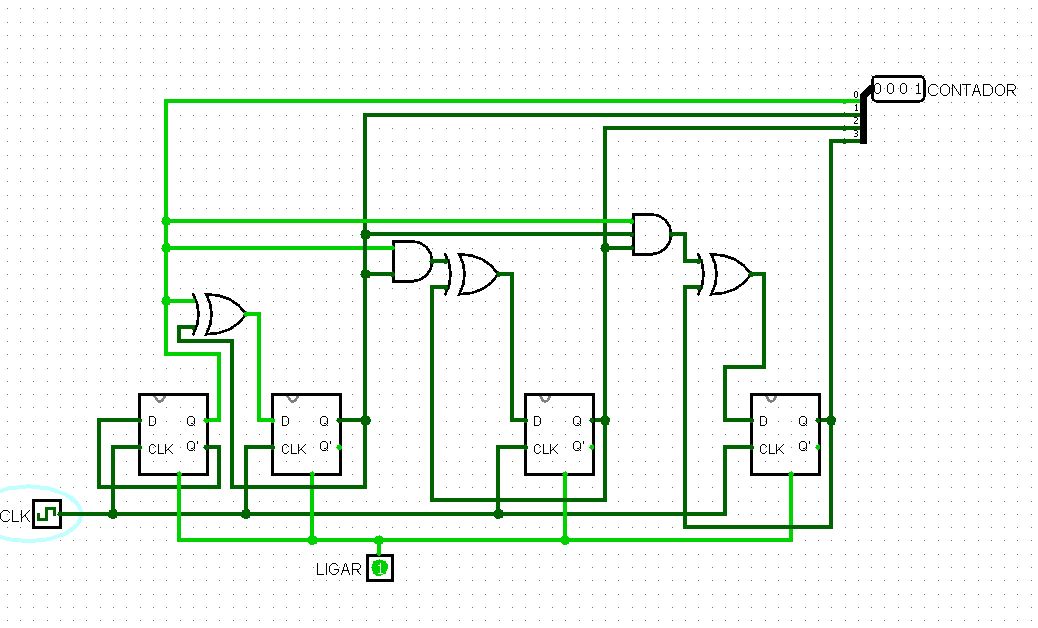 0
1
2
3
0 0 0 1 CONTADOR
D Q
CLK Q'
D Q
CLK Q'
D Q
CLK Q'
D Q
CLK Q'
CLK
LIGAR 1